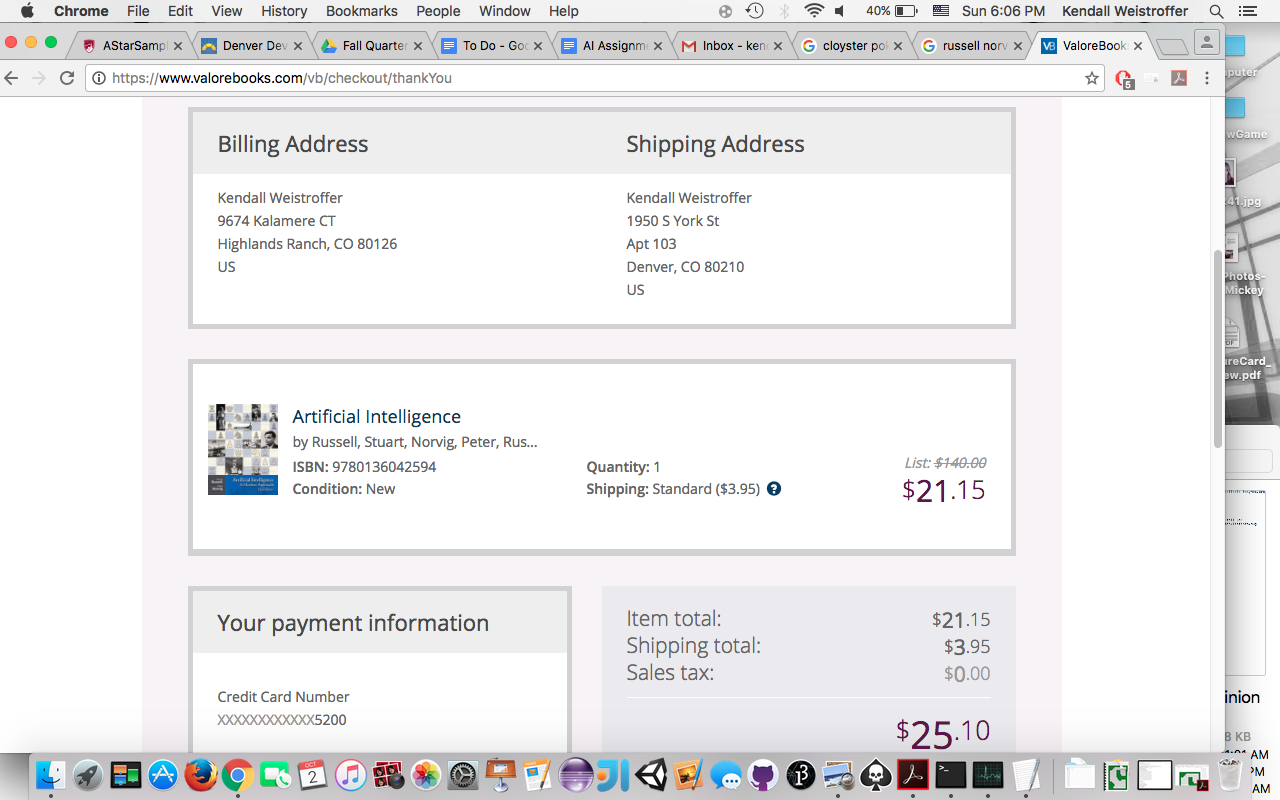 Chrome File Edit View History Bookmarks People Window Help 40% Sun 6:06 PM Kendall Weistroffer
AStarSampl Denver Dev Fall Quarter To Do - Goo AI Assignme Inbox - ken cloyster pol russell norv ValoreBook
https://www.valorebooks.com/vb/checkout/thankYou
5
Billing Address
Kendall Weistroffer
9674 Kalamere CT
Highlands Ranch, CO 80126
US
Shipping Address
Kendall Weistroffer
1950 S York St
Apt 103
Denver, CO 80210
US
Artificial Intelligence
by Russell, Stuart, Norvig, Peter, Rus...
ISBN: 9780136042594
Condition: New
Quantity: 1
Shipping: Standard ($3.95) ?
List: $140.00
$21.15
Your payment information
Credit Card Number
XXXXXXXXXXXX5200
Item total: $21.15
Shipping total: $3.95
Sales tax: $0.00
$25.10
puter
wGame
41.jpg
Photos-
Mickey
ureCard_
ew.pdf
inion
8 KB
AM
PM
AM
OCT
2